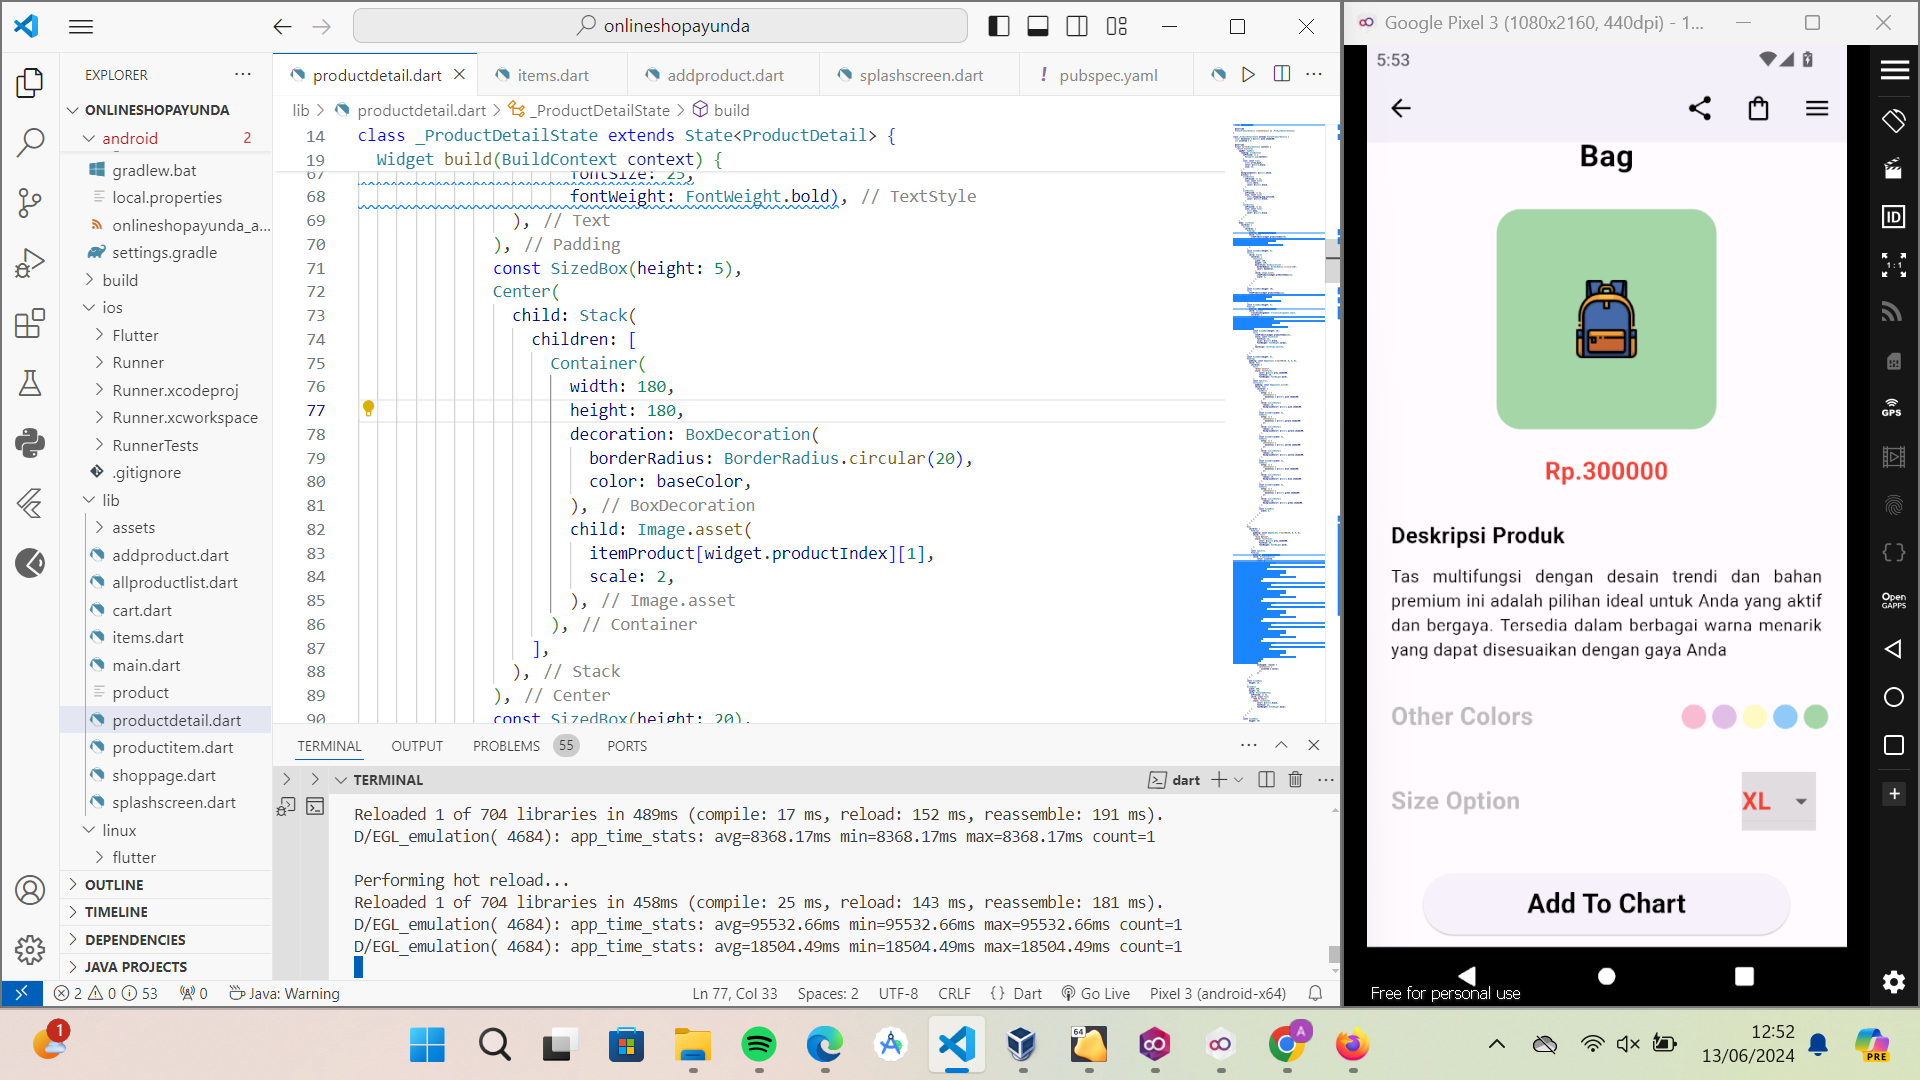 onlineshopayunda
Google Pixel 3 (1080x2160, 440dpi) - 1...
EXPLORER
productdetail.dart
items.dart
addproduct.dart
splashscreen.dart
! pubspec.yaml
ONLINESHOPAYUNDA
android 2
gradlew.bat
local.properties
onlineshopayunda_a...
settings.gradle
build
ios
Flutter
Runner
Runner.xcodeproj
Runner.xcworkspace
RunnerTests
.gitignore
lib
assets
addproduct.dart
allproductlist.dart
cart.dart
items.dart
main.dart
product
productdetail.dart
productitem.dart
shoppage.dart
splashscreen.dart
linux
flutter
OUTLINE
TIMELINE
DEPENDENCIES
JAVA PROJECTS
lib > productdetail.dart > _ProductDetailState > build
14 class _ProductDetailState extends State<ProductDetail> {
19 Widget build(BuildContext context) {
67 fontSize: 25,
68 fontWeight: FontWeight.bold), // TextStyle
69 ), // Text
70 ), // Padding
71 const SizedBox(height: 5),
72 Center(
73 child: Stack(
74 children: [
75 Container(
76 width: 180,
77 height: 180,
78 decoration: BoxDecoration(
79 borderRadius: BorderRadius.circular(20),
80 color: baseColor,
81 ), // BoxDecoration
82 child: Image.asset(
83 itemProduct[widget.productIndex][1],
84 scale: 2,
85 ), // Image.asset
86 ), // Container
87 ],
88 ), // Stack
89 ), // Center
90 const SizedBox(height: 20),
TERMINAL OUTPUT PROBLEMS 55 PORTS
TERMINAL
dart
Reloaded 1 of 704 libraries in 489ms (compile: 17 ms, reload: 152 ms, reassemble: 191 ms).
D/EGL_emulation( 4684): app_time_stats: avg=8368.17ms min=8368.17ms max=8368.17ms count=1
Performing hot reload...
Reloaded 1 of 704 libraries in 458ms (compile: 25 ms, reload: 143 ms, reassemble: 181 ms).
D/EGL_emulation( 4684): app_time_stats: avg=95532.66ms min=95532.66ms max=95532.66ms count=1
D/EGL_emulation( 4684): app_time_stats: avg=18504.49ms min=18504.49ms max=18504.49ms count=1
2 0 53 0 Java: Warning Ln 77, Col 33 Spaces: 2 UTF-8 CRLF {} Dart Go Live Pixel 3 (android-x64)
5:53
Bag
Rp.300000
Deskripsi Produk
Tas multifungsi dengan desain trendi dan bahan
premium ini adalah pilihan ideal untuk Anda yang aktif
dan bergaya. Tersedia dalam berbagai warna menarik
yang dapat disesuaikan dengan gaya Anda
Other Colors
Size Option
XL
Add To Chart
Free for personal use
ID
1:1
GPS
Open
GAPPS
1
64
A
12:52
13/06/2024
PRE